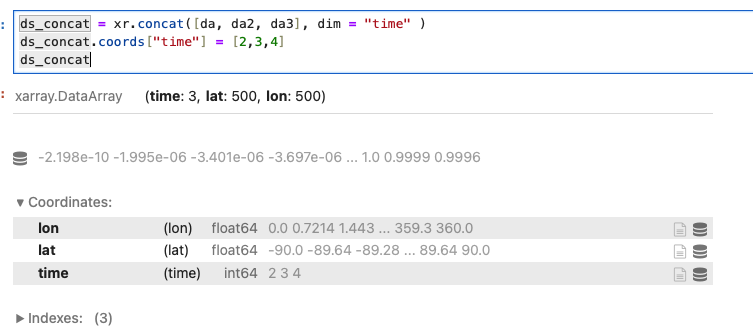 ds_concat = xr.concat([da, da2, da3], dim = "time" )
ds_concat.coords["time"] = [2,3,4]
ds_concat
xarray.DataArray (time: 3, lat: 500, lon: 500)
-2.198e-10 -1.995e-06 -3.401e-06 -3.697e-06 ... 1.0 0.9999 0.9996
▼ Coordinates:
lon (lon) float64 0.0 0.7214 1.443 ... 359.3 360.0
lat (lat) float64 -90.0 -89.64 -89.28 ... 89.64 90.0
time (time) int64 2 3 4
► Indexes: (3)